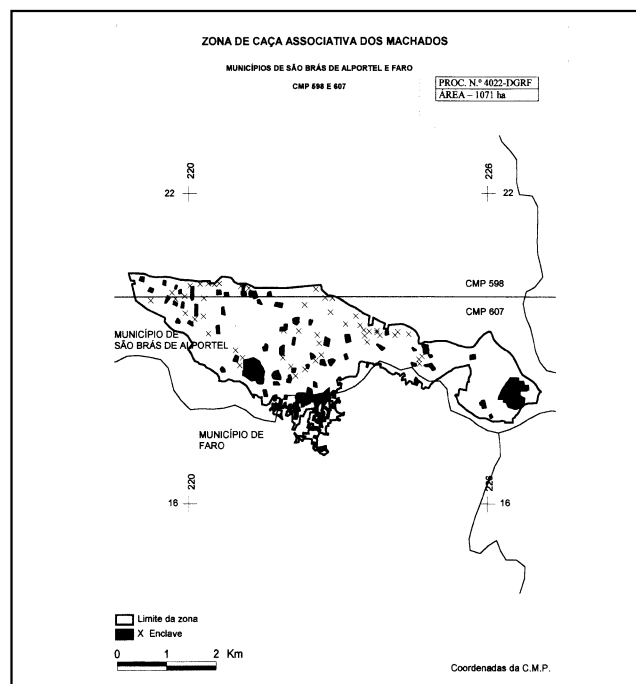 ZONA DE CAÇA ASSOCIATIVA DOS MACHADOS
MUNICÍPIOS DE SÃO BRÁS DE ALPORTEL E FARO
CMP 598 E 607
PROC. N.º 4022-DGRF
ÁREA – 1071 ha
220
226
22
22
CMP 598
CMP 607
MUNICÍPIO DE
SÃO BRÁS DE ALPORTEL
MUNICÍPIO DE
FARO
220
226
16
16
Limite da zona
X Enclave
0 1 2 Km
Coordenadas da C.M.P.